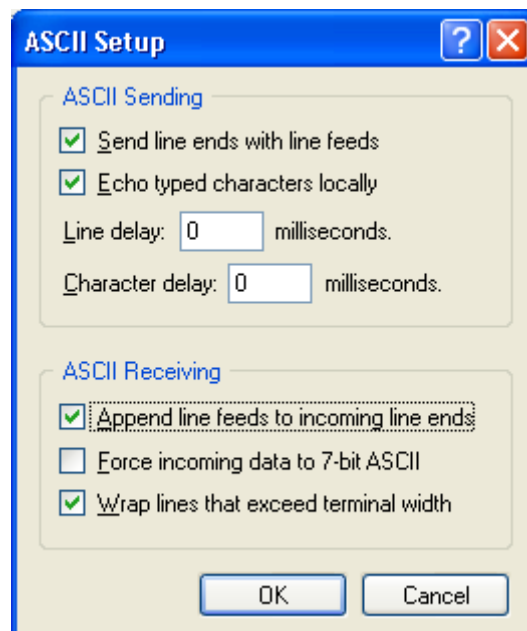 ASCII Setup
ASCII Sending
Send line ends with line feeds
Echo typed characters locally
Line delay: 0 milliseconds.
Character delay: 0 milliseconds.
ASCII Receiving
Append line feeds to incoming line ends
Force incoming data to 7-bit ASCII
Wrap lines that exceed terminal width
OK Cancel